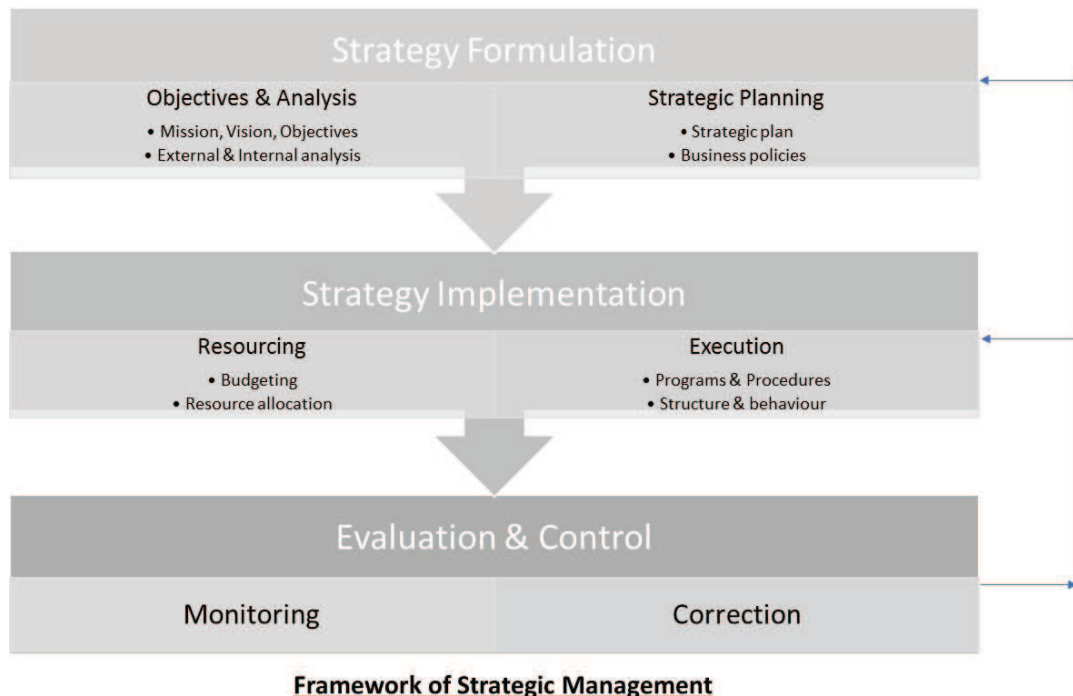 Strategy Formulation
Objectives & Analysis
• Mission, Vision, Objectives
• External & Internal analysis
Strategic Planning
• Strategic plan
• Business policies
Strategy Implementation
Resourcing
• Budgeting
• Resource allocation
Execution
• Programs & Procedures
• Structure & behaviour
Evaluation & Control
Monitoring
Correction
Framework of Strategic Management